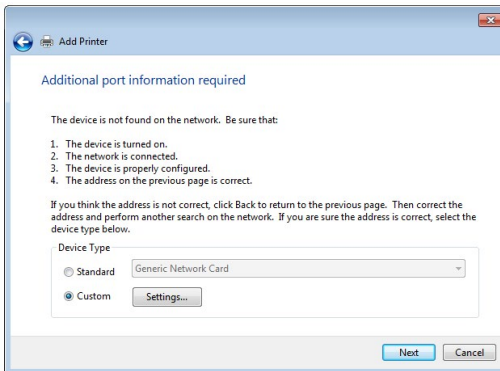 Add Printer
Additional port information required
The device is not found on the network. Be sure that:
1. The device is turned on.
2. The network is connected.
3. The device is properly configured.
4. The address on the previous page is correct.
If you think the address is not correct, click Back to return to the previous page. Then correct the
address and perform another search on the network. If you are sure the address is correct, select the
device type below.
Device Type
Standard
Generic Network Card
Custom
Settings...
Next
Cancel